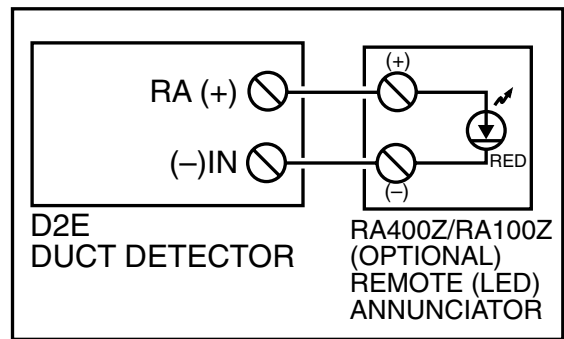 RA (+)
(–)IN
D2E
DUCT DETECTOR
(+)
RED
(–)
RA400Z/RA100Z
(OPTIONAL)
REMOTE (LED)
ANNUNCIATOR